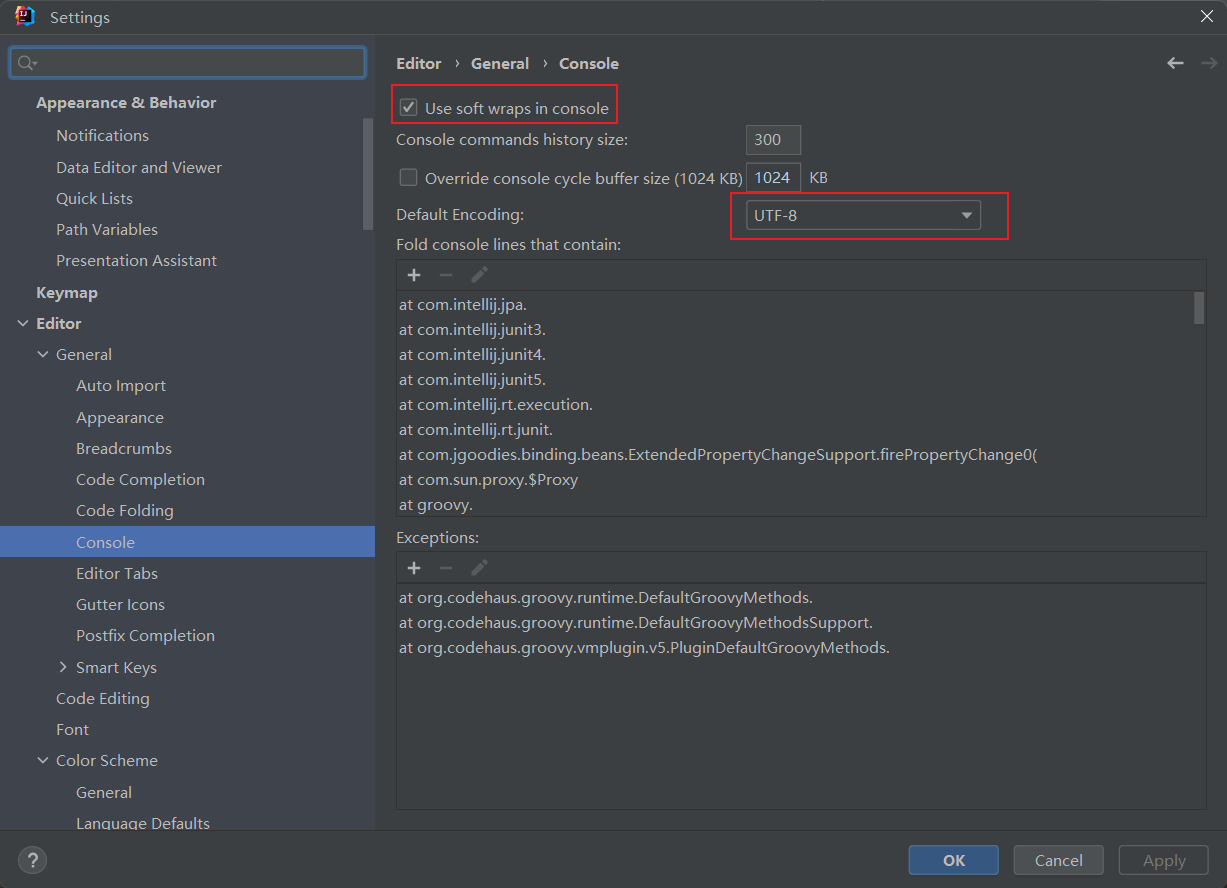 Settings
Appearance & Behavior
Notifications
Data Editor and Viewer
Quick Lists
Path Variables
Presentation Assistant
Keymap
Editor
General
Auto Import
Appearance
Breadcrumbs
Code Completion
Code Folding
Console
Editor Tabs
Gutter Icons
Postfix Completion
Smart Keys
Code Editing
Font
Color Scheme
General
Language Defaults
Editor › General › Console
Use soft wraps in console
Console commands history size: 300
Override console cycle buffer size (1024 KB) 1024 KB
Default Encoding: UTF-8
Fold console lines that contain:
at com.intellij.jpa.
at com.intellij.junit3.
at com.intellij.junit4.
at com.intellij.junit5.
at com.intellij.rt.execution.
at com.intellij.rt.junit.
at com.jgoodies.binding.beans.ExtendedPropertyChangeSupport.firePropertyChange0(
at com.sun.proxy.$Proxy
at groovy.
Exceptions:
at org.codehaus.groovy.runtime.DefaultGroovyMethods.
at org.codehaus.groovy.runtime.DefaultGroovyMethodsSupport.
at org.codehaus.groovy.vmplugin.v5.PluginDefaultGroovyMethods.
? OK Cancel Apply